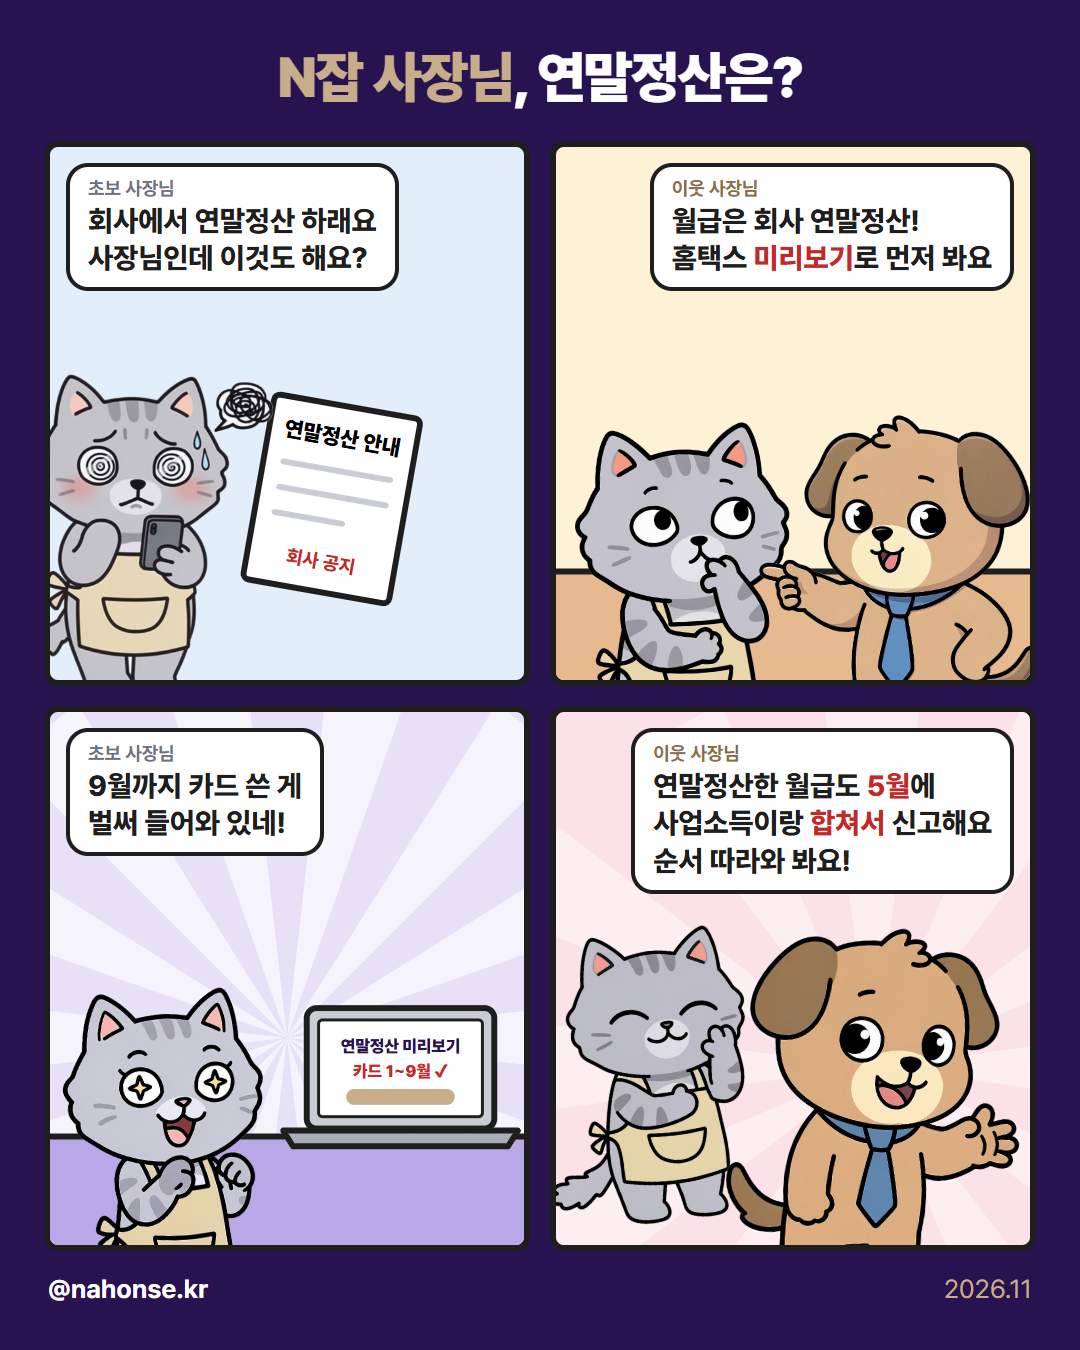 N잡 사장님, 연말정산은?
초보 사장님
회사에서 연말정산 하래요
사장님인데 이것도 해요?
연말정산 안내
회사 공지
이웃 사장님
월급은 회사 연말정산!
홈택스 미리보기로 먼저 봐요
초보 사장님
9월까지 카드 쓴 게
벌써 들어와 있네!
연말정산 미리보기
카드 1~9월 ✓
이웃 사장님
연말정산한 월급도 5월에
사업소득이랑 합쳐서 신고해요
순서 따라와 봐요!
@nahonse.kr
2026.11